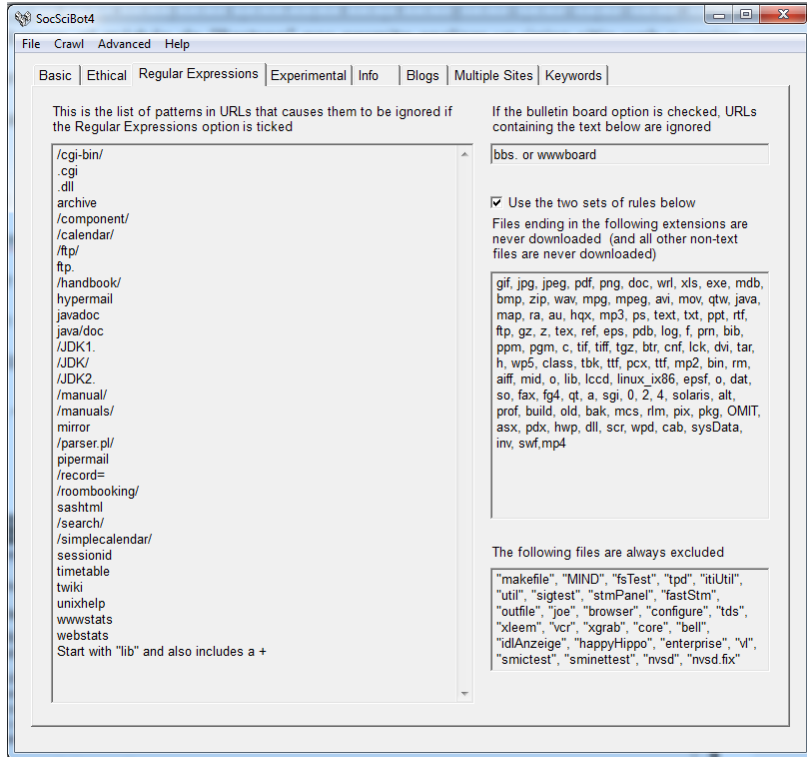 SocSciBot4
File Crawl Advanced Help
Basic Ethical Regular Expressions Experimental Info Blogs Multiple Sites Keywords
This is the list of patterns in URLs that causes them to be ignored if
the Regular Expressions option is ticked
/cgi-bin/
.cgi
.dll
archive
/component/
/calendar/
/ftp/
ftp.
/handbook/
hypermail
javadoc
java/doc
/JDK1.
/JDK/
/JDK2.
/manual/
/manuals/
mirror
/parser.pl/
pipermail
/record=
/roombooking/
sashtml
/search/
/simplecalendar/
sessionid
timetable
twiki
unixhelp
wwwstats
webstats
Start with "lib" and also includes a +
If the bulletin board option is checked, URLs
containing the text below are ignored
bbs. or wwwboard
Use the two sets of rules below
Files ending in the following extensions are
never downloaded (and all other non-text
files are never downloaded)
gif, jpg, jpeg, pdf, png, doc, wrl, xls, exe, mdb,
bmp, zip, wav, mpg, mpeg, avi, mov, qtw, java,
map, ra, au, hqx, mp3, ps, text, txt, ppt, rtf,
ftp, gz, z, tex, ref, eps, pdb, log, f, prn, bib,
ppm, pgm, c, tif, tiff, tgz, btr, cnf, lck, dvi, tar,
h, wp5, class, tbk, ttf, pcx, ttf, mp2, bin, rm,
aiff, mid, o, lib, lccd, linux_ix86, epsf, o, dat,
so, fax, fg4, qt, a, sgi, 0, 2, 4, solaris, alt,
prof, build, old, bak, mcs, rlm, pix, pkg, OMIT,
asx, pdx, hwp, dll, scr, wpd, cab, sysData,
inv, swf,mp4
The following files are always excluded
"makefile", "MIND", "fsTest", "tpd", "itiUtil",
"util", "sigtest", "stmPanel", "fastStm",
"outfile", "joe", "browser", "configure", "tds",
"xleem", "vcr", "xgrab", "core", "bell",
"idlAnzeige", "happyHippo", "enterprise", "vl",
"smictest", "sminettest", "nvsd", "nvsd.fix"